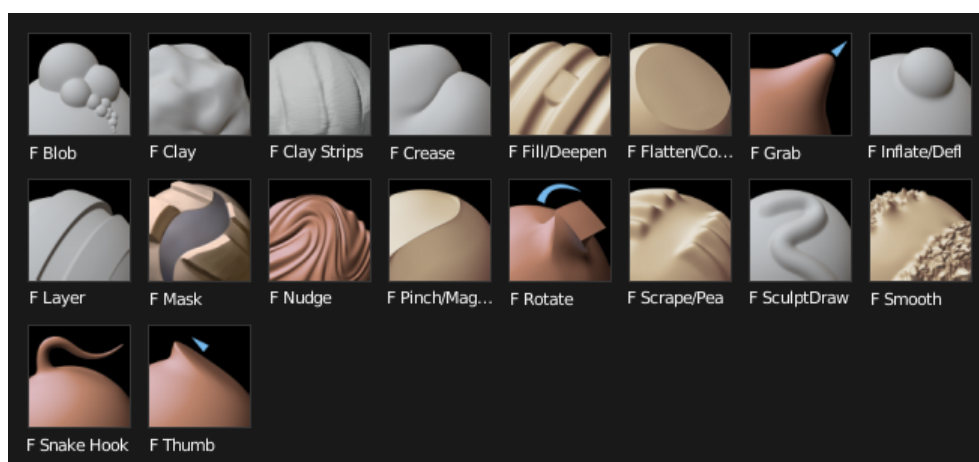 F Blob
F Clay
F Clay Strips
F Crease
F Fill/Deepen
F Flatten/Co...
F Grab
F Inflate/Defl
F Layer
F Mask
F Nudge
F Pinch/Mag...
F Rotate
F Scrape/Pea
F SculptDraw
F Smooth
F Snake Hook
F Thumb